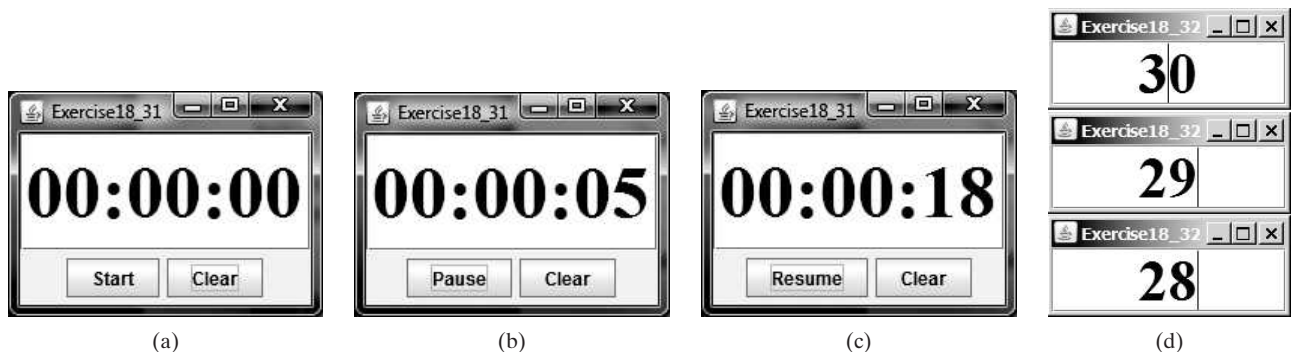 Exercise18_31
00:00:00
Start Clear
(a)
Exercise18_31
00:00:05
Pause Clear
(b)
Exercise18_31
00:00:18
Resume Clear
(c)
Exercise18_32
30
Exercise18_32
29
Exercise18_32
28
(d)